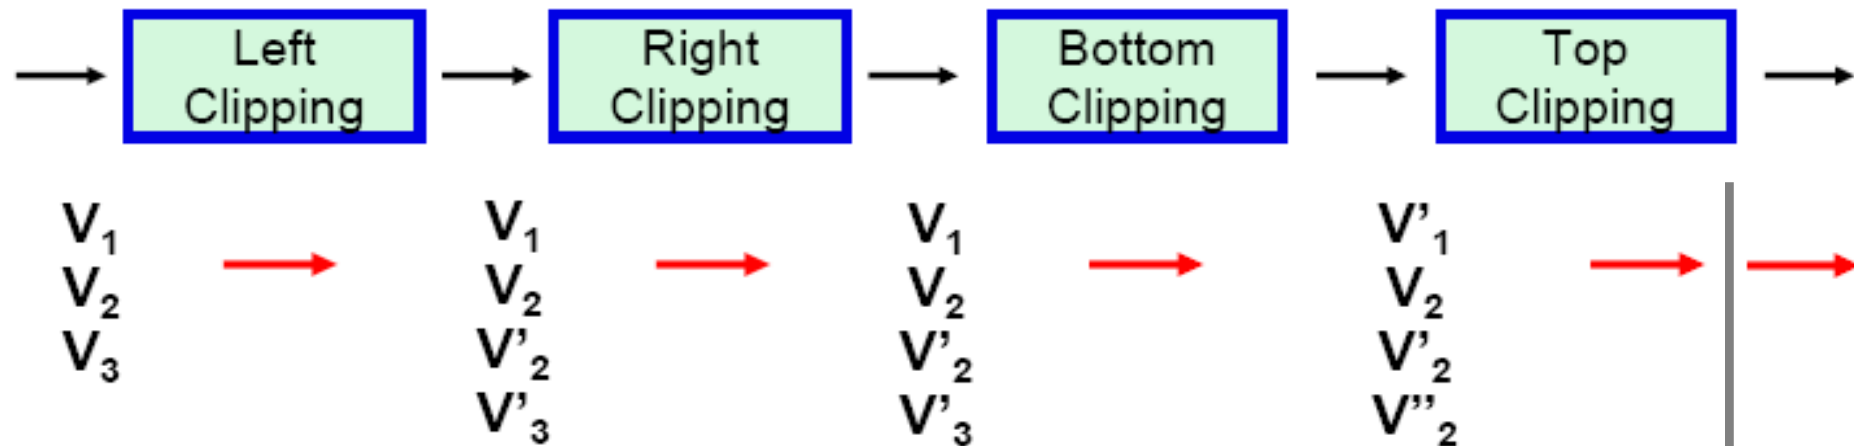 Left
Clipping
Right
Clipping
Bottom
Clipping
Top
Clipping
V₁
V₂
V₃
V₁
V₂
V'₂
V'₃
V₁
V₂
V'₂
V'₃
V'₁
V₂
V'₂
V''₂